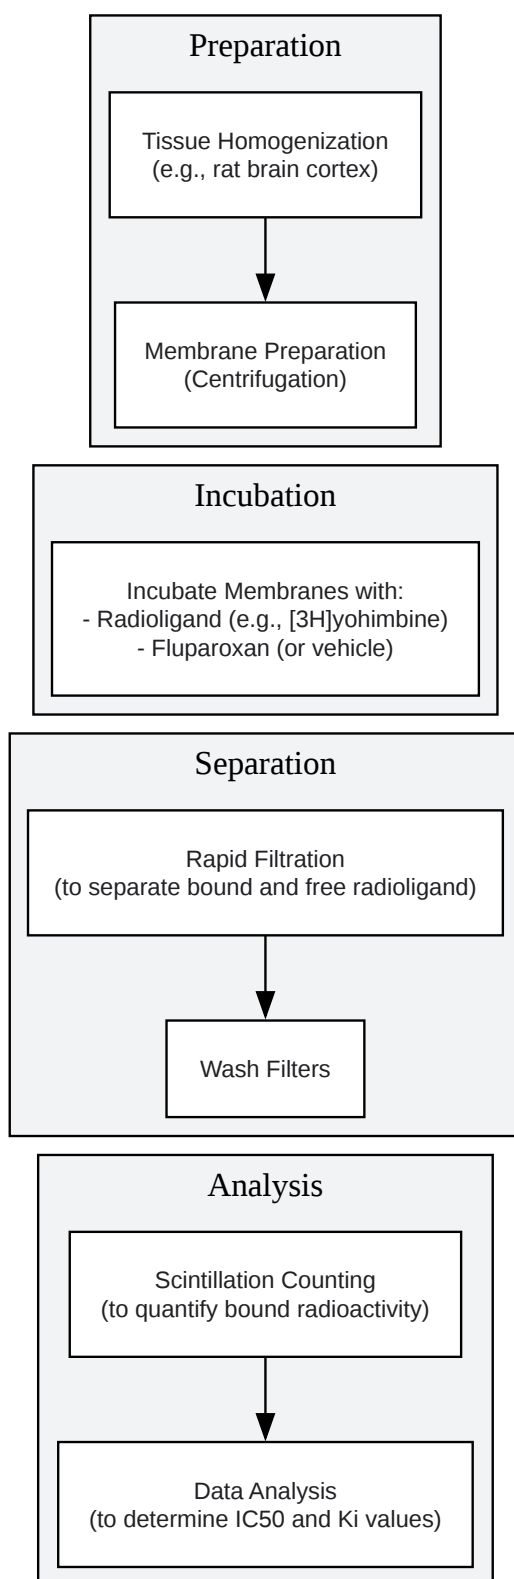 Preparation
Tissue Homogenization
(e.g., rat brain cortex)
Membrane Preparation
(Centrifugation)
Incubation
Incubate Membranes with:
- Radioligand (e.g., [3H]yohimbine)
- Fluparoxan (or vehicle)
Separation
Rapid Filtration
(to separate bound and free radioligand)
Wash Filters
Analysis
Scintillation Counting
(to quantify bound radioactivity)
Data Analysis
(to determine IC50 and Ki values)